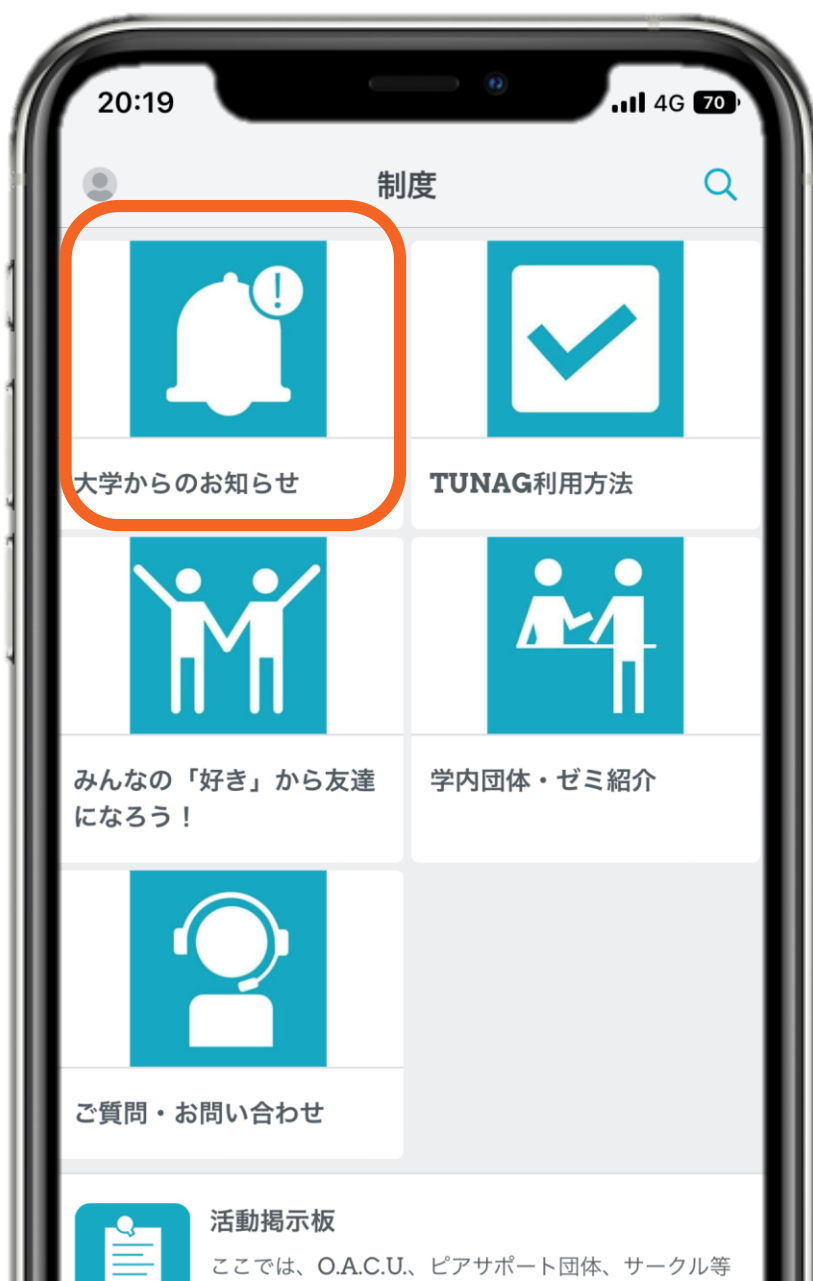 20:19
4G 70
制度
大学からのお知らせ
TUNAG利用方法
みんなの「好き」から友達
になろう！
学内団体・ゼミ紹介
ご質問・お問い合わせ
活動掲示板
ここでは、O.A.C.U.、ピアサポート団体、サークル等